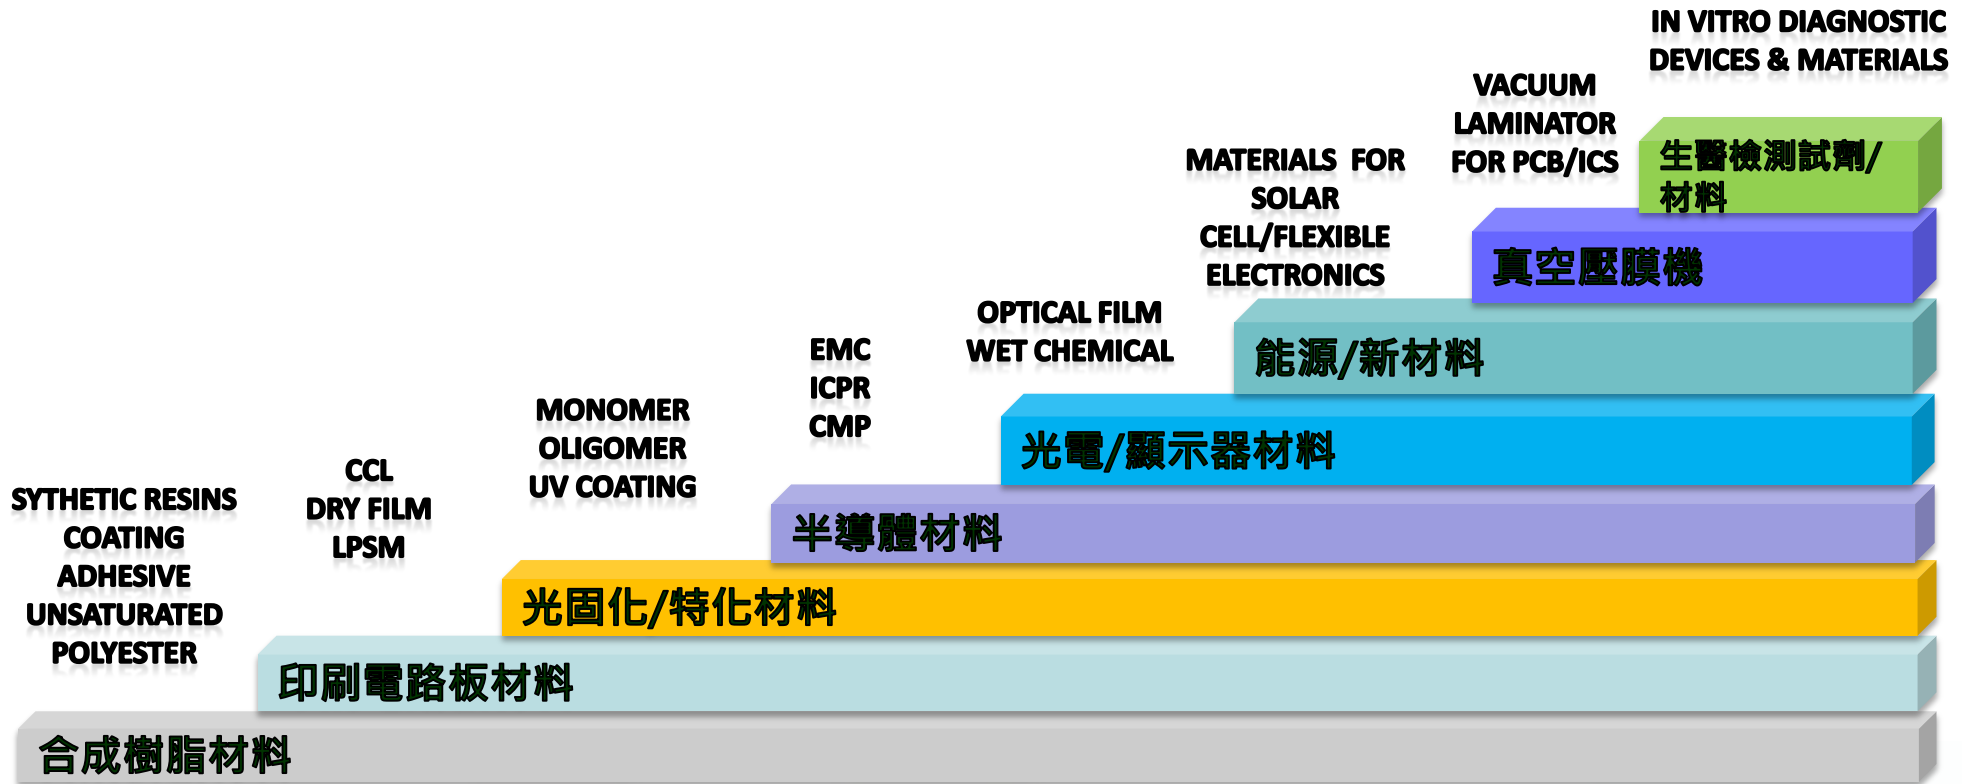 IN VITRO DIAGNOSTIC
DEVICES & MATERIALS
生醫檢測試劑/
材料
VACUUM
LAMINATOR
FOR PCB/ICS
真空壓膜機
MATERIALS FOR
SOLAR
CELL/FLEXIBLE
ELECTRONICS
能源/新材料
OPTICAL FILM
WET CHEMICAL
光電/顯示器材料
EMC
ICPR
CMP
半導體材料
MONOMER
OLIGOMER
UV COATING
光固化/特化材料
CCL
DRY FILM
LPSM
印刷電路板材料
SYTHETIC RESINS
COATING
ADHESIVE
UNSATURATED
POLYESTER
合成樹脂材料